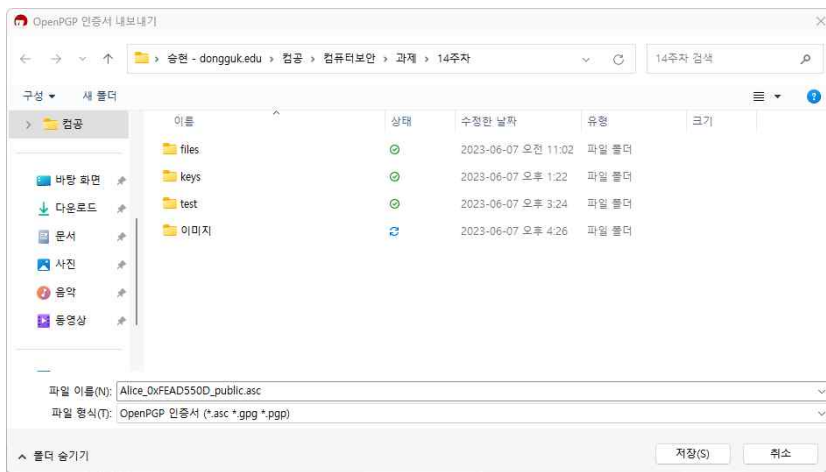 OpenPGP 인증서 내보내기
승현 - dongguk.edu › 컴공 › 컴퓨터보안 › 과제 › 14주차
14주차 검색
구성
새 폴더
컴공
바탕 화면
다운로드
문서
사진
음악
동영상
이름 상태 수정한 날짜 유형 크기
files 2023-06-07 오전 11:02 파일 폴더
keys 2023-06-07 오후 1:22 파일 폴더
test 2023-06-07 오후 3:24 파일 폴더
이미지 2023-06-07 오후 4:26 파일 폴더
파일 이름(N): Alice_0xFEAD550D_public.asc
파일 형식(T): OpenPGP 인증서 (*.asc *.gpg *.pgp)
폴더 숨기기
저장(S)
취소